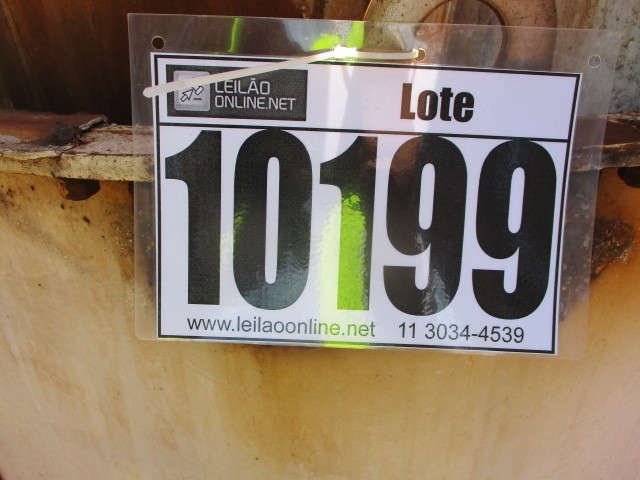 LEILÃO
ONLINE.NET
Lote
10199
www.leilaoonline.net 11 3034-4539